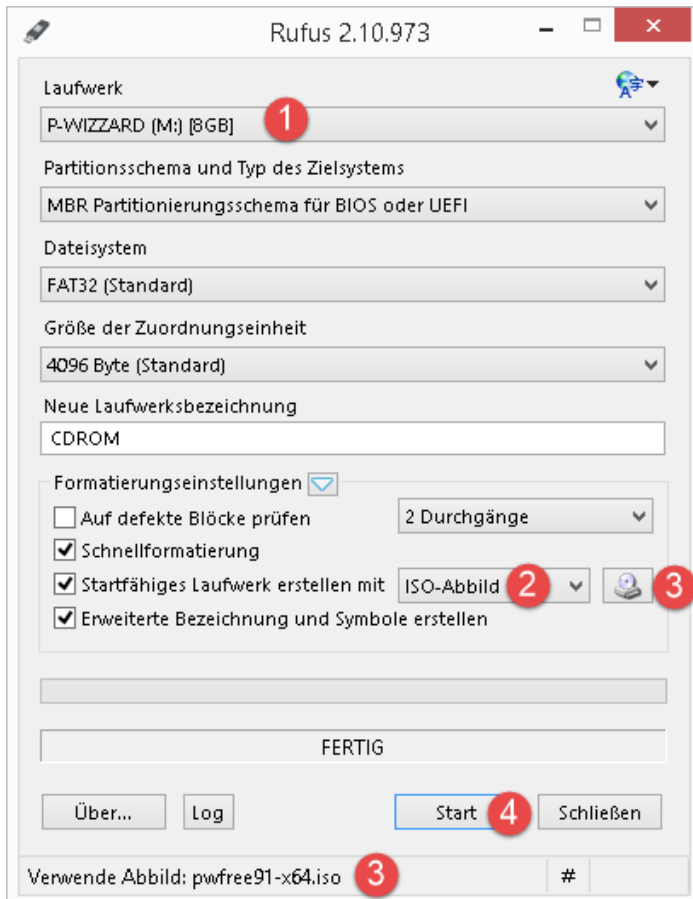 Rufus 2.10.973
Laufwerk
P-WIZZARD (M:) [8GB] 1
Partitionsschema und Typ des Zielsystems
MBR Partitionierungsschema für BIOS oder UEFI
Dateisystem
FAT32 (Standard)
Größe der Zuordnungseinheit
4096 Byte (Standard)
Neue Laufwerksbezeichnung
CDROM
Formatierungseinstellungen
Auf defekte Blöcke prüfen 2 Durchgänge
Schnellformatierung
Startfähiges Laufwerk erstellen mit ISO-Abbild 2 3
Erweiterte Bezeichnung und Symbole erstellen
FERTIG
Über... Log Start 4 Schließen
Verwende Abbild: pwfree91-x64.iso 3 #